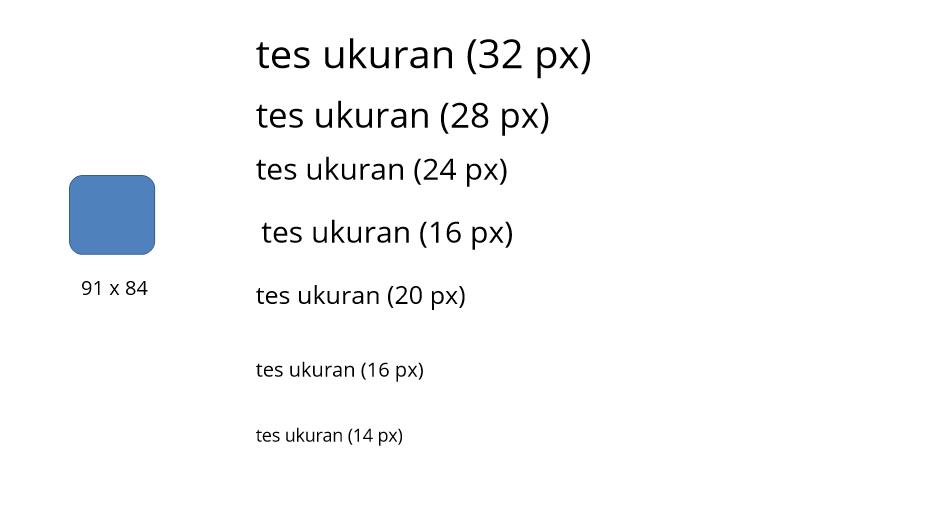 tes ukuran (32 px)
tes ukuran (28 px)
tes ukuran (24 px)
tes ukuran (16 px)
tes ukuran (20 px)
91 x 84
tes ukuran (16 px)
tes ukuran (14 px)